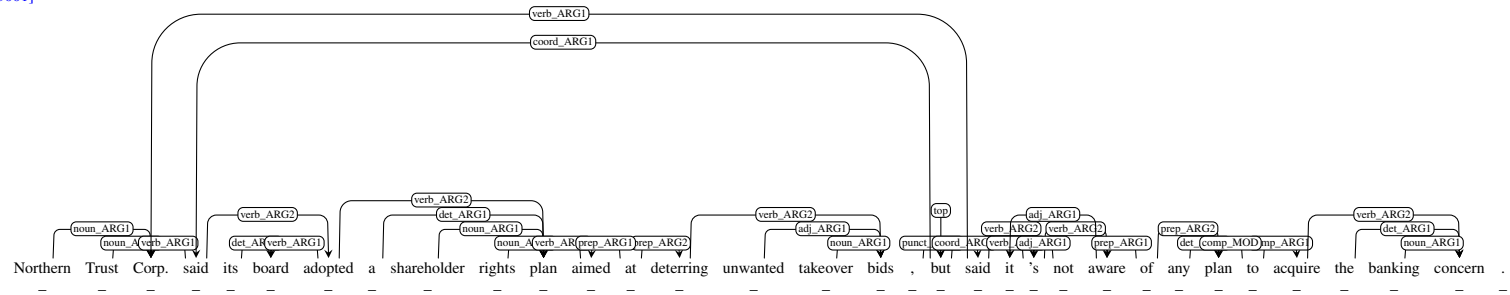 verb_ARG1
coord_ARG1
verb_ARG2
top
verb_ARG2 det_ARG1 verb_ARG2 adj_ARG1 verb_ARG2
noun_ARG1 noun_ARG1 adj_ARG1 verb_ARG2 verb_ARG2 prep_ARG2 det_ARG1
verb_ARG1 verb_ARG1 prep_ARG1 prep_ARG2 noun_ARG1 adj_ARG1 prep_ARG1 comp_MOD noun_ARG1
Northern Trust Corp. said its board adopted a shareholder rights plan aimed at deterring unwanted takeover bids , but said it 's not aware of any plan to acquire the banking concern .